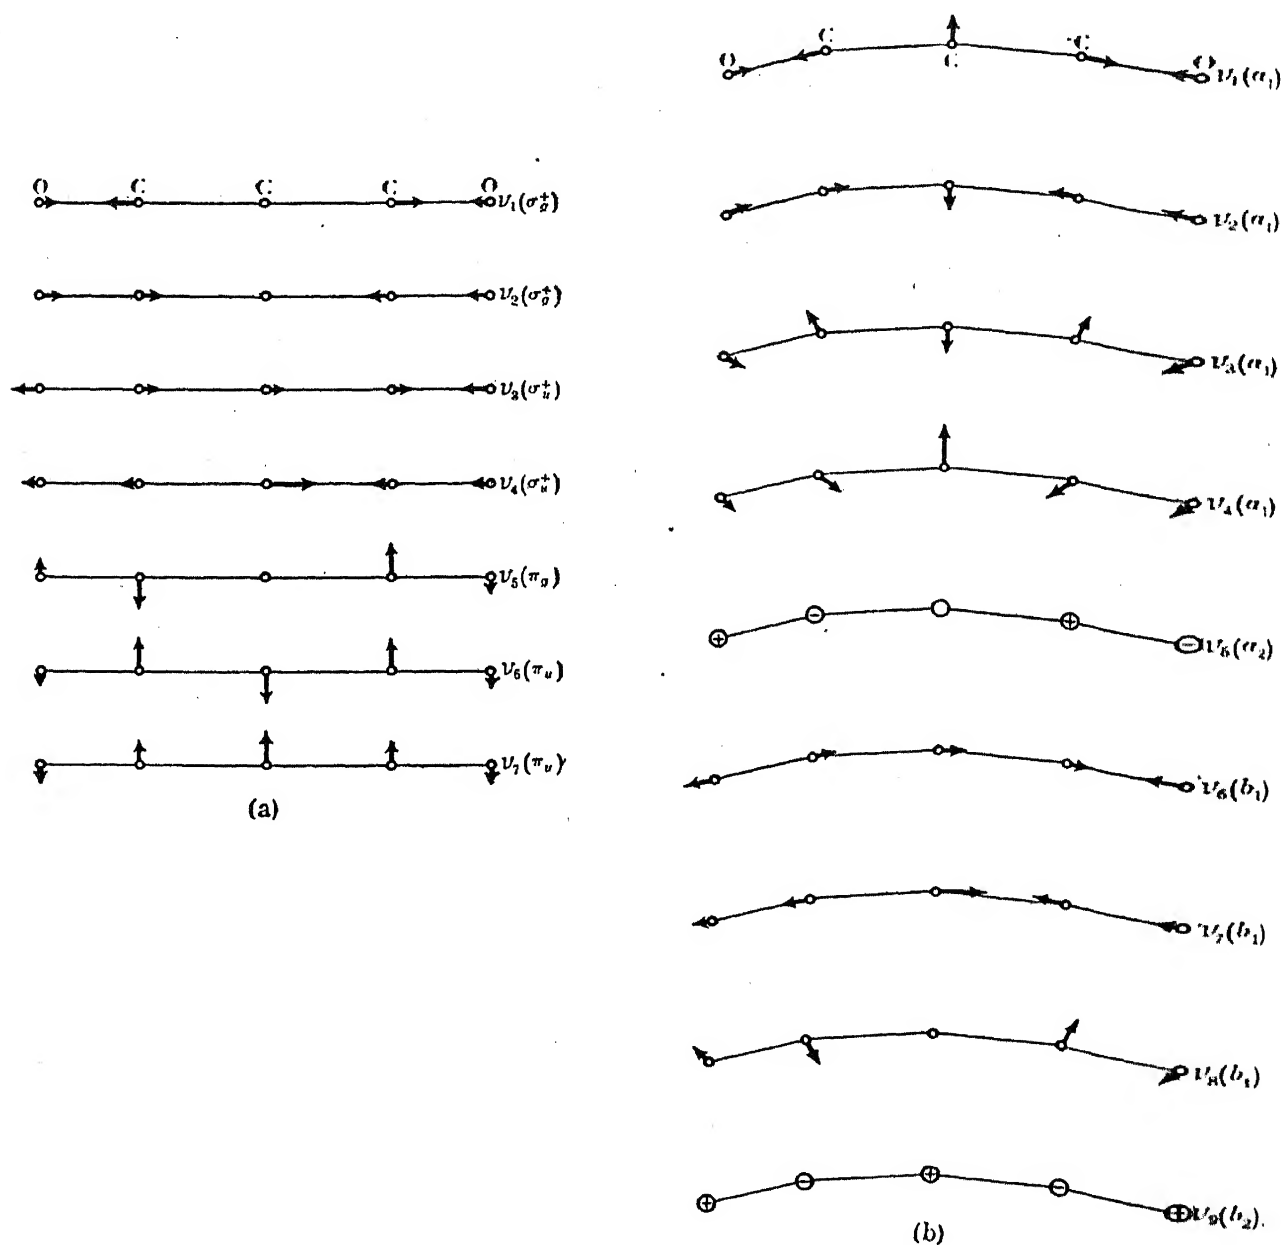 O C C C O
ν₁(σg⁺)
ν₂(σg⁺)
ν₃(σu⁺)
ν₄(σu⁺)
ν₅(πg)
ν₆(πu)
ν₇(πu)
(a)
O C C C O
ν₁(a₁)
ν₂(a₁)
ν₃(a₁)
ν₄(a₁)
+ − + −
ν₅(a₂)
ν₆(b₁)
ν₇(b₁)
ν₈(b₁)
+ − + − +
ν₉(b₂).
(b)